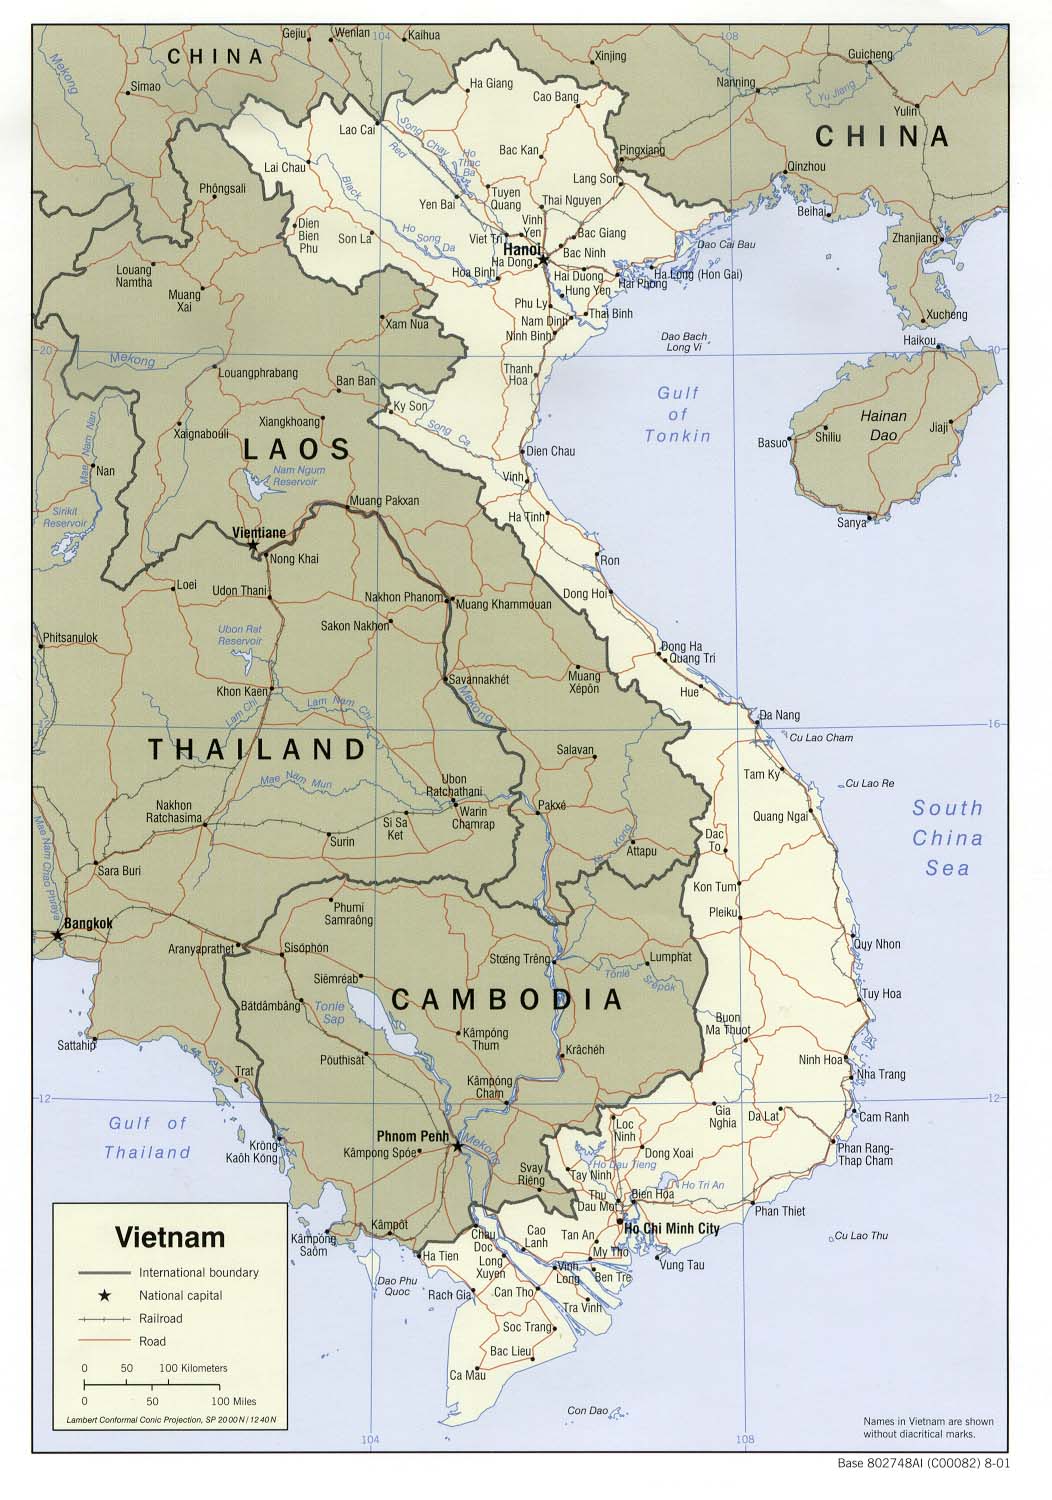 Gejiu
Wenlan
104
Kaihua
108
CHINA
Xinjing
Guicheng
Mekong
Simao
Ha Giang
Nanning
Yu Jiang
Cao Bang
Yulin
Lao Cai
Song Chay
CHINA
Red
Bac Kan
Pingxiang
Ho
Thac
Ba
Lai Chau
Qinzhou
Black
Lang Son
Phôngsali
Tuyen
Quang
Thai Nguyen
Yen Bai
Beihai
Dien
Bien
Phu
Son La
Ho
Song Da
Viet Tri
Vinh
Yen
Bac Giang
Zhanjiang
Dao Cai Bau
Hanoi
Bac Ninh
Ha Dong
Louang
Namtha
Hoa Binh
Hai Duong
Ha Long (Hon Gai)
Hai Phong
Hung Yen
Muang
Xai
Phu Ly
Thai Binh
Xucheng
Xam Nua
Nam Dinh
Ninh Binh
Dao Bach
Long Vi
Haikou
20
20
Mekong
Louangphrabang
Thanh
Hoa
Ban Ban
Gulf
of
Tonkin
Ky Son
Hainan
Dao
Mae Nam Nan
Xiangkhoang
Xaignabouli
Song Ca
Shiliu
Jiaji
Basuo
LAOS
Dien Chau
Nan
Nam Ngum
Reservoir
Vinh
Muang Pakxan
Sirikit
Reservoir
Ha Tinh
Sanya
Vientiane
Nong Khai
Ron
Loei
Udon Thani
Dong Hoi
Nakhon Phanom
Muang Khammouan
Sakon Nakhon
Phitsanulok
Ubon Rat
Reservoir
Dong Ha
Quang Tri
Khon Kaen
Savannakhét
Muang
Xépôn
Hue
Lam Chi
Lam Nam Chi
Mekong
Da Nang
16
Cu Lao Cham
THAILAND
Salavan
Tam Ky
Mae Nam Mun
Ubon
Ratchathani
Cu Lao Re
Nakhon
Ratchasima
Pakxé
Quang Ngai
South
China
Sea
Si Sa
Ket
Warin
Chamrap
Mae Nam Chao Phraya
Surin
Dac
To
Attapu
Sara Buri
Kon Tum
Phumi
Samraông
Pleiku
Bangkok
Aranyaprathet
Sisôphôn
Quy Nhon
Stœng Trêng
Lumphat
Siĕmréab
Tônlé
Srêpôk
CAMBODIA
Bătdâmbâng
Tonle
Sap
Tuy Hoa
Buon
Ma Thuot
Sattahip
Kâmpóng
Thum
Poŭthĭsăt
Krâchéh
Ninh Hoa
Trat
Nha Trang
Kâmpóng
Cham
12
12
Gia
Nghia
Da Lat
Cam Ranh
Gulf of
Thailand
Loc
Ninh
Phnom Penh
Krŏng
Kaôh Kŏng
Mekong
Kâmpóng Spœ
Dong Xoai
Phan Rang-
Thap Cham
Svay
Riĕng
Ho Dau Tieng
Tay Ninh
Ho Tri An
Thu
Dau Mot
Bien Hoa
Phan Thiet
Vietnam
Kâmpôt
Kâmpóng
Saôm
Chau
Doc
Cao
Lanh
Tan An
Ho Chi Minh City
Cu Lao Thu
Ha Tien
Long
Xuyen
My Tho
Vung Tau
Vinh
Long
Ben Tre
International boundary
Dao Phu
Quoc
Rach Gia
Can Tho
National capital
Tra Vinh
Railroad
Soc Trang
Road
Bac Lieu
0 50 100 Kilometers
Ca Mau
0 50 100 Miles
Lambert Conformal Conic Projection, SP 20 00 N / 12 40 N
Con Dao
Names in Vietnam are shown
without diacritical marks.
104
108
Base 802748AI (C00082) 8-01